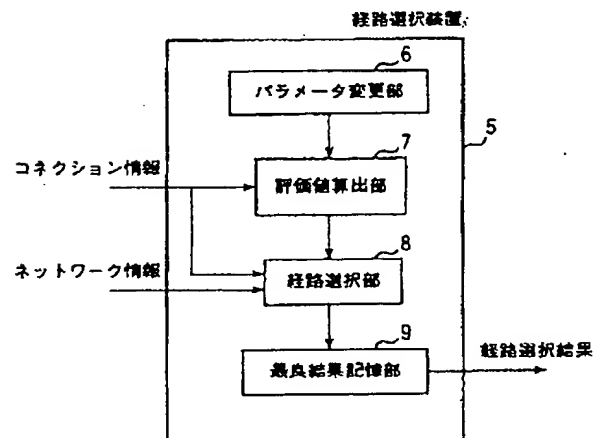 経路選択装置
6
パラメータ変更部
5
7
コネクション情報
評価値算出部
8
ネットワーク情報
経路選択部
9
経路選択結果
最良結果記憶部